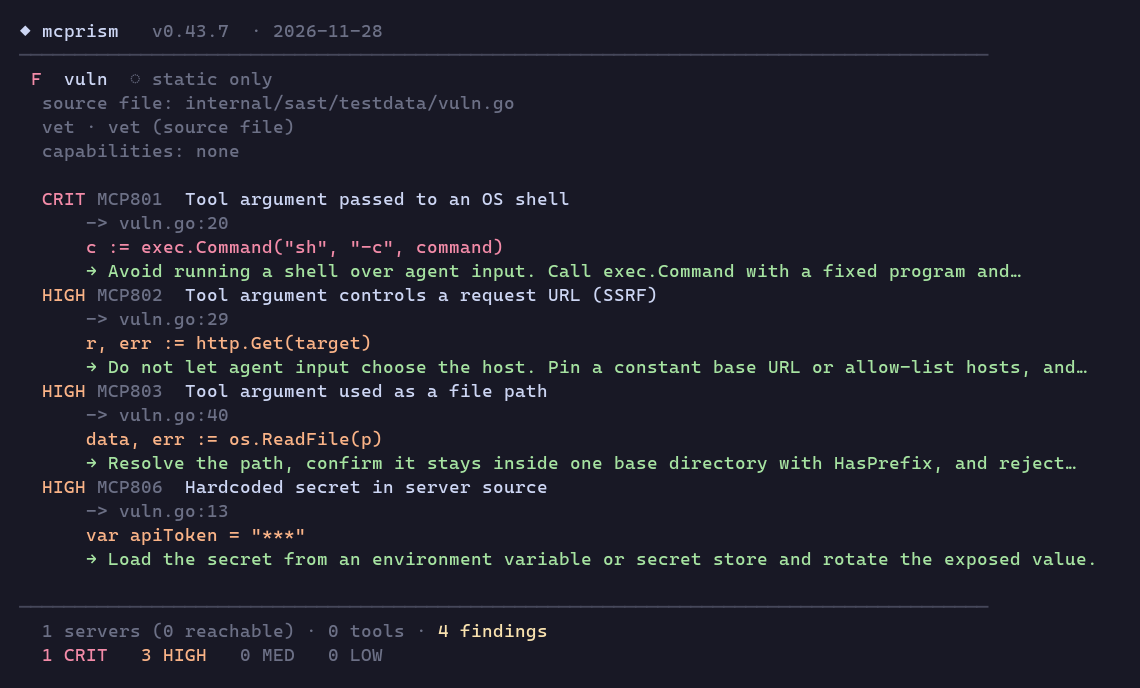 ◆ mcprism v0.43.7 · 2026-11-28
F vuln ◌ static only
source file: internal/sast/testdata/vuln.go
vet · vet (source file)
capabilities: none
CRIT MCP801 Tool argument passed to an OS shell
—> vuln.go:20
c := exec.Command("sh", "-c", command)
→ Avoid running a shell over agent input. Call exec.Command with a fixed program and…
HIGH MCP802 Tool argument controls a request URL (SSRF)
—> vuln.go:29
r, err := http.Get(target)
→ Do not let agent input choose the host. Pin a constant base URL or allow-list hosts, and…
HIGH MCP803 Tool argument used as a file path
—> vuln.go:40
data, err := os.ReadFile(p)
→ Resolve the path, confirm it stays inside one base directory with HasPrefix, and reject…
HIGH MCP806 Hardcoded secret in server source
—> vuln.go:13
var apiToken = "***"
→ Load the secret from an environment variable or secret store and rotate the exposed value.
1 servers (0 reachable) · 0 tools · 4 findings
1 CRIT 3 HIGH 0 MED 0 LOW